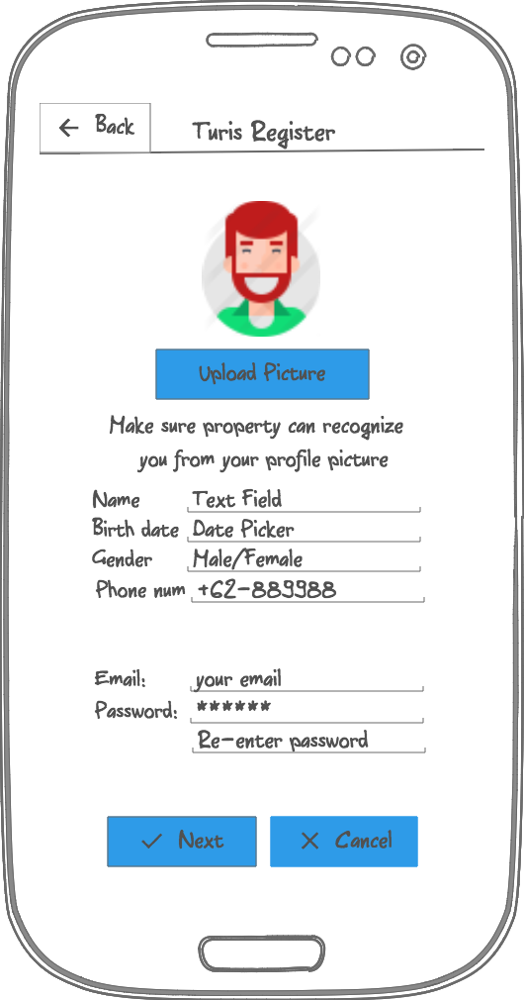 ← Back
Turis Register
Upload Picture
Make sure property can recognize
you from your profile picture
Name Text Field
Birth date Date Picker
Gender Male/Female
Phone num +62-889988
Email: your email
Password: ******
Re-enter password
✓ Next ✕ Cancel